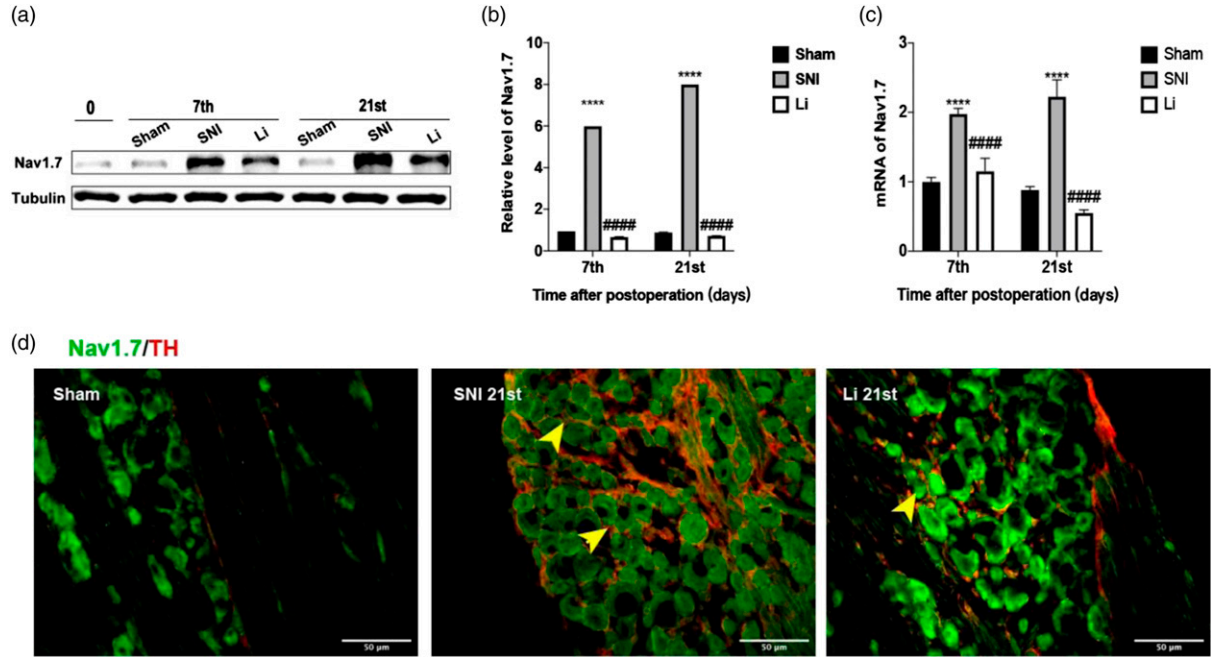 (a)
0 7th 21st
Sham SNI Li Sham SNI Li
Nav1.7
Tubulin
(b)
10
8
6
4
2
0
Relative level of Nav1.7
**** ####
**** ####
7th 21st
Time after postoperation (days)
Sham
SNI
Li
(c)
3
2
1
0
mRNA of Nav1.7
**** ####
**** ####
7th 21st
Time after postoperation (days)
Sham
SNI
Li
(d)
Nav1.7/TH
Sham
50 μm
SNI 21st
50 μm
Li 21st
50 μm